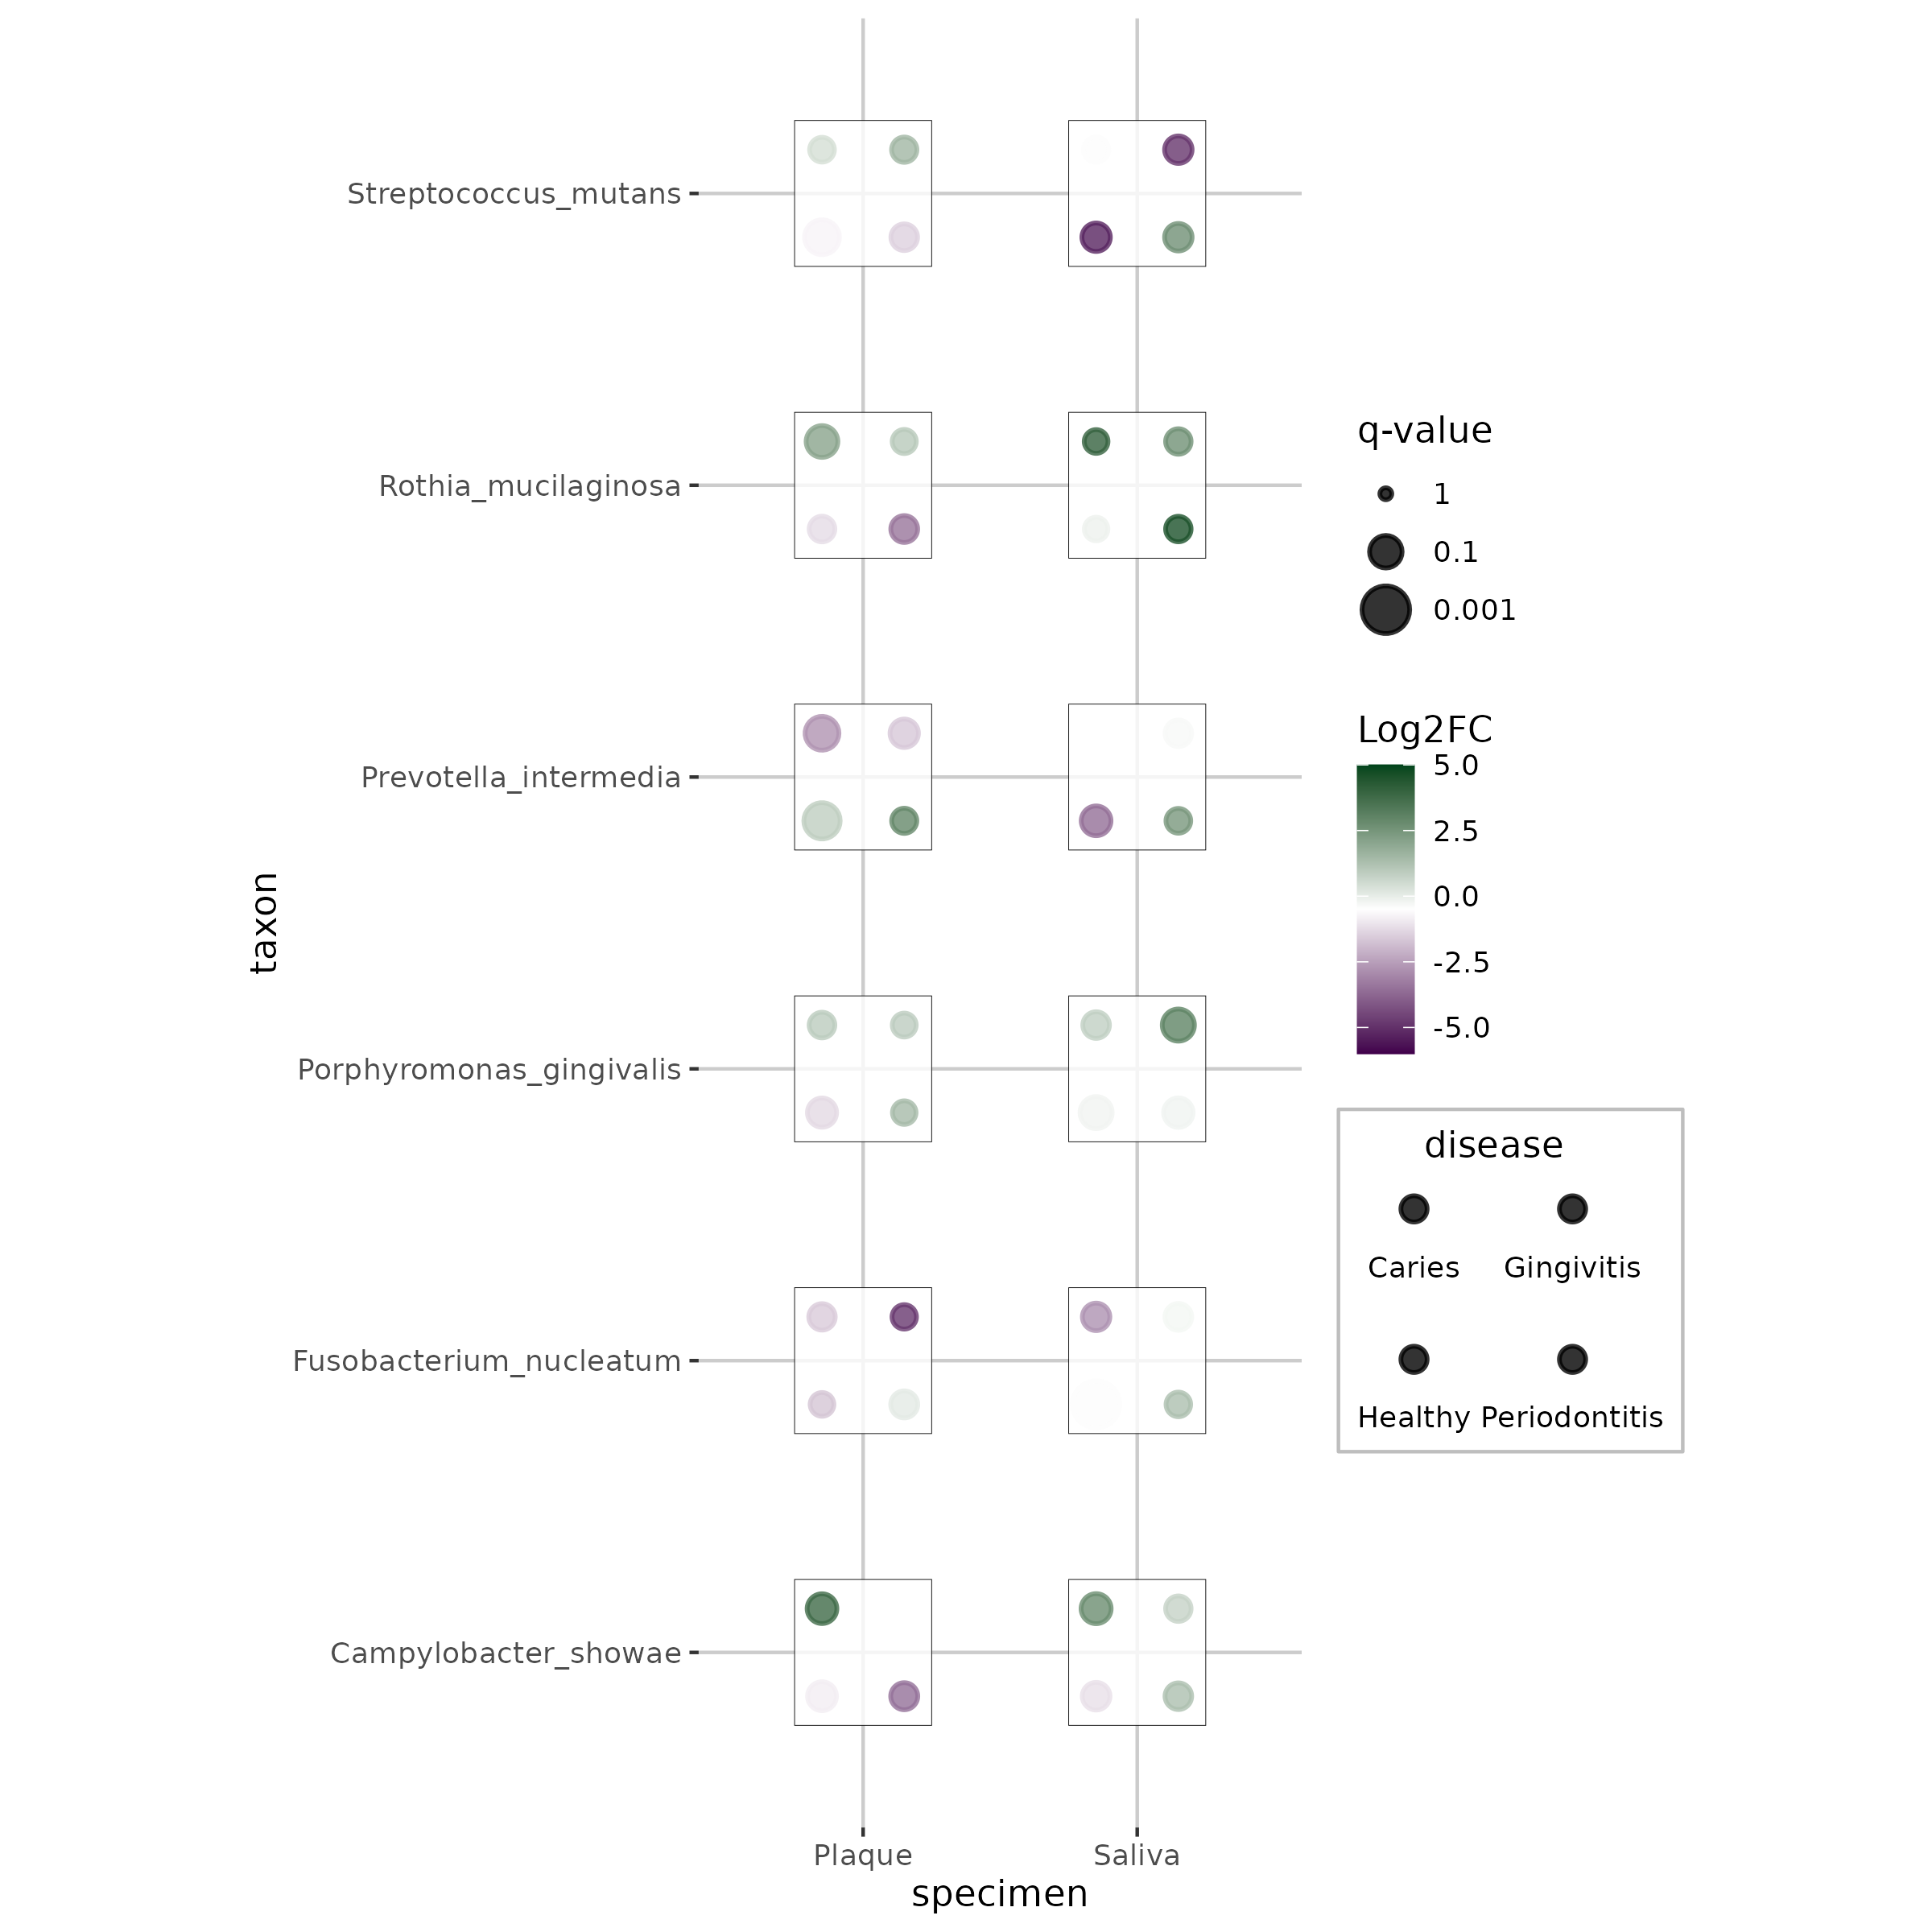 Streptococcus_mutans
Rothia_mucilaginosa
Prevotella_intermedia
Porphyromonas_gingivalis
Fusobacterium_nucleatum
Campylobacter_showae
taxon
Plaque
Saliva
specimen
q-value
1
0.1
0.001
Log2FC
5.0
2.5
0.0
-2.5
-5.0
disease
Caries
Gingivitis
Healthy
Periodontitis